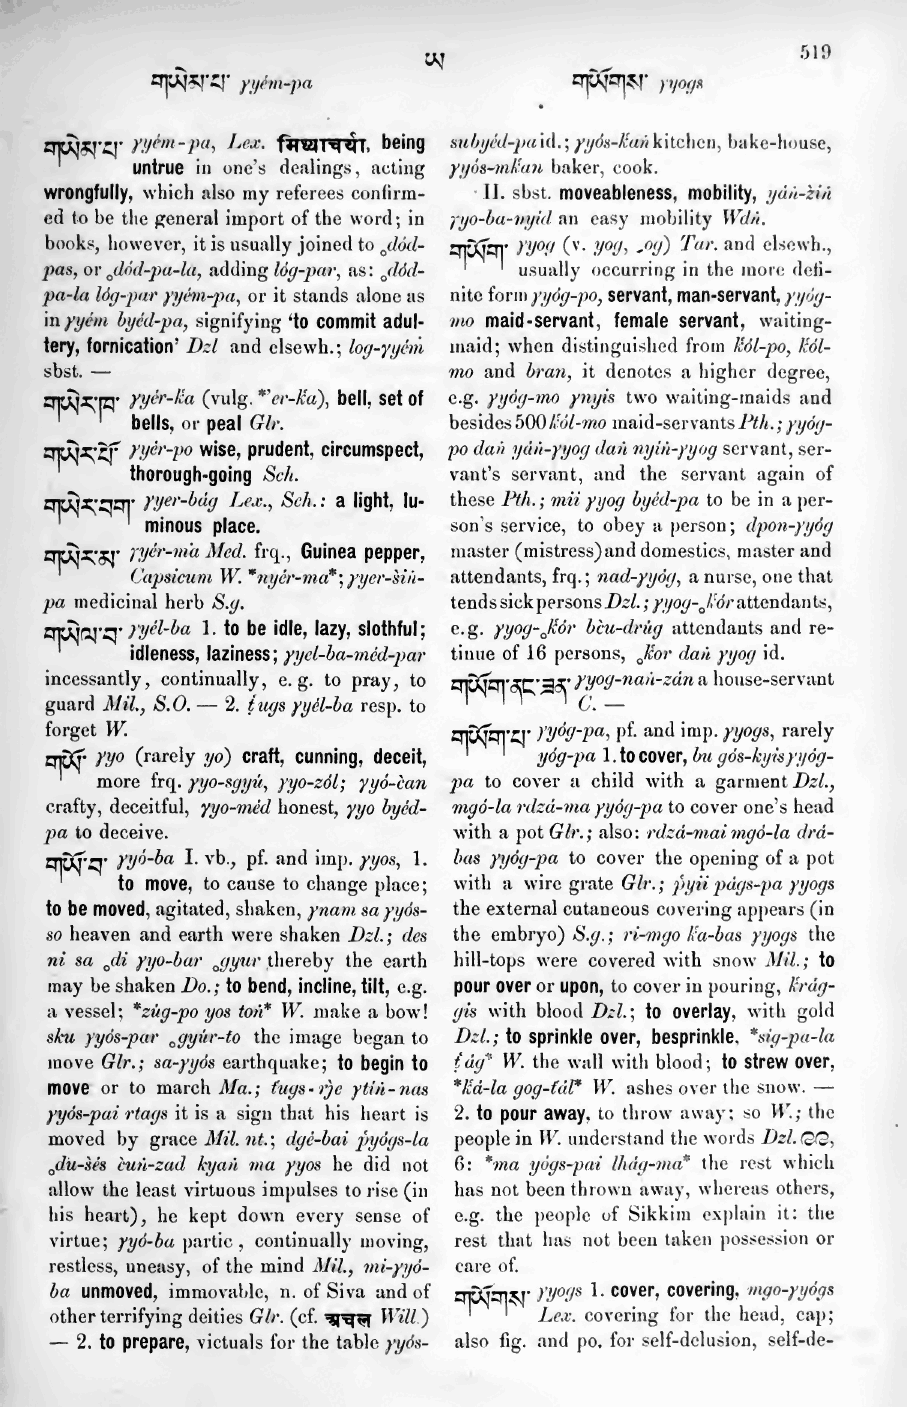 519
ཡ
གཡེམ་པ་ γyém-pa
གཡོགས་ γyogs
གཡེམ་པ་ γyém-pa, Lex. मिथ्याचर्या, being
untrue in one’s dealings, acting
wrongfully, which also my referees confirm-
ed to be the general import of the word; in
books, however, it is usually joined to ₒdód-
pas, or ₒdód-pa-la, adding lóg-par, as: ₒdód-
pa-la lóg-par γyém-pa, or it stands alone as
in γyém byéd-pa, signifying ‘to commit adul-
tery, fornication’ Dzl and elsewh.; log-γyém
sbst. —
གཡེར་ཁ་ γyér-ḱa (vulg. *’er-ḱa), bell, set of
bells, or peal Glr.
གཡེར་པོ་ γyér-po wise, prudent, circumspect,
thorough-going Sch.
གཡེར་བག་ γyer-bág Lex., Sch.: a light, lu-
minous place.
གཡེར་མ་ γyér-ma Med. frq., Guinea pepper,
Capsicum W. *nyér-ma*; γyer-šiṅ-
pa medicinal herb S.g.
གཡེལ་བ་ γyél-ba 1. to be idle, lazy, slothful;
idleness, laziness; γyel-ba-méd-par
incessantly, continually, e. g. to pray, to
guard Mil., S.O. — 2. ṫugs γyél-ba resp. to
forget W.
གཡོ་ γyo (rarely yo) craft, cunning, deceit,
more frq. γyo-sgyú, γyo-zól; γyó-čan
crafty, deceitful, γyo-méd honest, γyo byéd-
pa to deceive.
གཡོ་བ་ γyó-ba I. vb., pf. and imp. γyos, 1.
to move, to cause to change place;
to be moved, agitated, shaken, γnam sa γyós-
so heaven and earth were shaken Dzl.; des
ni sa ₒdi γyo-bar ₒgyur thereby the earth
may be shaken Do.; to bend, incline, tilt, e.g.
a vessel; *žúg-po yos toṅ* W. make a bow!
sku γyós-par ₒgyúr-to the image began to
move Glr.; sa-γyós earthquake; to begin to
move or to march Ma.; ṫugs-rǰe γtiṅ-nas
γyós-pai rtags it is a sign that his heart is
moved by grace Mil. nt.; dgé-bai ṗyógs-la
ₒdu-šés čuṅ-zad kyaṅ ma γyos he did not
allow the least virtuous impulses to rise (in
his heart), he kept down every sense of
virtue; γyó-ba partic , continually moving,
restless, uneasy, of the mind Mil., mi-γyó-
ba unmoved, immovable, n. of Siva and of
other terrifying deities Glr. (cf. अचल Will.)
— 2. to prepare, victuals for the table γyós-
subyéd-pa id.; γyós-ḱaṅ kitchen, bake-house,
γyós-mḱan baker, cook.
II. sbst. moveableness, mobility, yáṅ-žiṅ
γyo-ba-nyid an easy mobility Wdṅ.
གཡོག་ γyog (v. yog, ₒog) Tar. and elsewh.,
usually occurring in the more defi-
nite form γyóg-po, servant, man-servant, γyóg-
mo maid-servant, female servant, waiting-
maid; when distinguished from ḱól-po, ḱól-
mo and bran, it denotes a higher degree,
e.g. γyóg-mo γnyis two waiting-maids and
besides 500 ḱól-mo maid-servants Pth.; γyóg-
po daṅ yáṅ-γyog daṅ nyiṅ-γyog servant, ser-
vant’s servant, and the servant again of
these Pth.; mii γyog byéd-pa to be in a per-
son’s service, to obey a person; dpon-γyóg
master (mistress) and domestics, master and
attendants, frq.; nad-γyóg, a nurse, one that
tends sick persons Dzl.; γyog-ₒḱór attendants,
e.g. γyog-ₒḱór bču-drúg attendants and re-
tinue of 16 persons, ₒḱor daṅ γyog id.
གཡོག་ནང་ཟན་ γyog-naṅ-zán a house-servant
C. —
གཡོག་པ་ γyóg-pa, pf. and imp. γyogs, rarely
yóg-pa 1. to cover, bu gós-kyis γyóg-
pa to cover a child with a garment Dzl.,
mgó-la rdzá-ma γyóg-pa to cover one’s head
with a pot Glr.; also: rdzá-mai mgó-la drá-
bas γyóg-pa to cover the opening of a pot
with a wire grate Glr.; ṗyii págs-pa γyogs
the external cutaneous covering appears (in
the embryo) S.g.; ri-mgo ḱa-bas γyogs the
hill-tops were covered with snow Mil.; to
pour over or upon, to cover in pouring, ḱrág-
gis with blood Dzl.; to overlay, with gold
Dzl.; to sprinkle over, besprinkle, *sig-pa-la
ṭ́ág* W. the wall with blood; to strew over,
*ḱá-la gog-ṫál* W. ashes over the snow. —
2. to pour away, to throw away; so W.; the
people in W. understand the words Dzl. ༢༢,
6: *ma yógs-pai lhág-ma* the rest which
has not been thrown away, whereas others,
e.g. the people of Sikkim explain it: the
rest that has not been taken possession or
care of.
གཡོགས་ γyogs 1. cover, covering, mgo-γyógs
Lex. covering for the head, cap;
also fig. and po. for self-delusion, self-de-